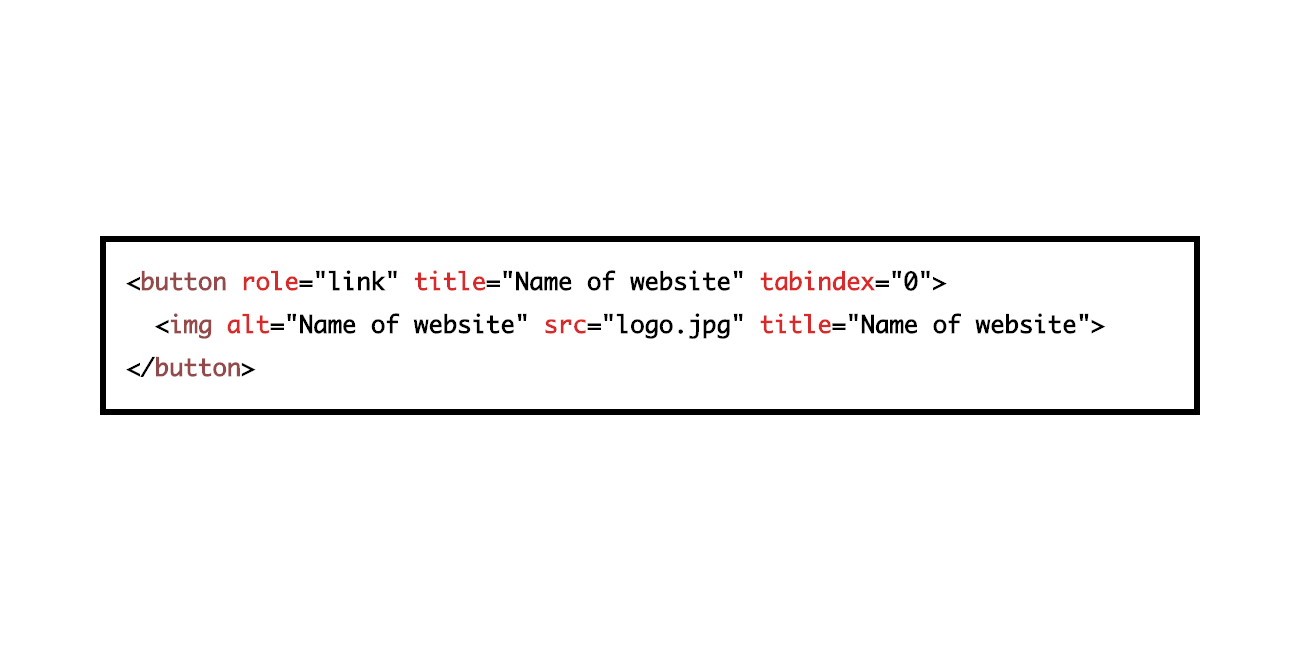 <button role="link" title="Name of website" tabindex="0">
<img alt="Name of website" src="logo.jpg" title="Name of website">
</button>